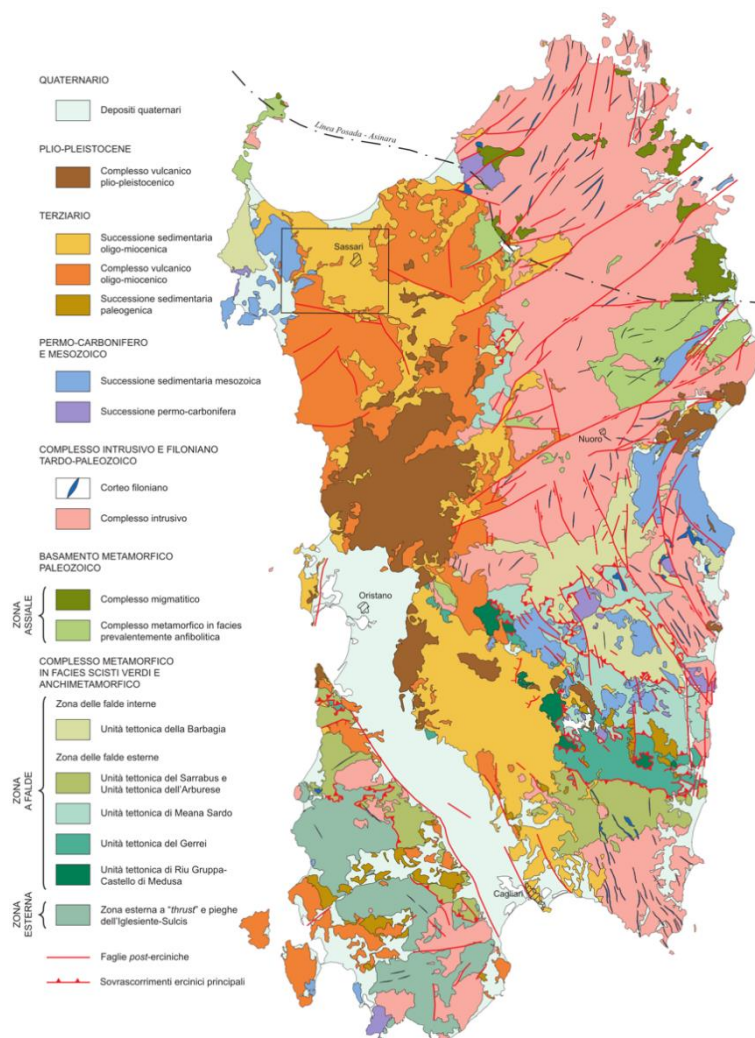 QUATERNARIO
Depositi quaternari
PLIO-PLEISTOCENE
Complesso vulcanico
plio-pleistocenico
TERZIARIO
Successione sedimentaria
oligo-miocenica
Complesso vulcanico
oligo-miocenico
Successione sedimentaria
paleogenica
PERMO-CARBONIFERO
E MESOZOICO
Successione sedimentaria mesozoica
Successione permo-carbonifera
COMPLESSO INTRUSIVO E FILONIANO
TARDO-PALEOZOICO
Corteo filoniano
Complesso intrusivo
BASAMENTO METAMORFICO
PALEOZOICO
ZONA
ASSIALE
Complesso migmatitico
Complesso metamorfico in facies
prevalentemente anfibolitica
COMPLESSO METAMORFICO
IN FACIES SCISTI VERDI E
ANCHIMETAMORFICO
ZONA
A FALDE
Zona delle falde interne
Unità tettonica della Barbagia
Zona delle falde esterne
Unità tettonica del Sarrabus e
Unità tettonica dell'Arburese
Unità tettonica di Meana Sardo
Unità tettonica del Gerrei
Unità tettonica di Riu Gruppa-
Castello di Medusa
ZONA
ESTERNA
Zona esterna a "thrust" e pieghe
dell'Iglesiente-Sulcis
Faglie post-erciniche
Sovrascorrimenti ercinici principali
Linea Posada - Asinara
Sassari
Nuoro
Oristano
Cagliari